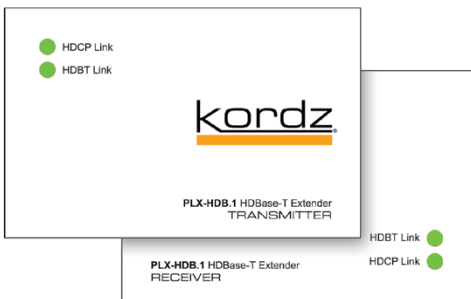 HDCP Link
HDBT Link
kordz
PLX-HDB.1 HDBase-T Extender
TRANSMITTER
HDBT Link
HDCP Link
PLX-HDB.1 HDBase-T Extender
RECEIVER